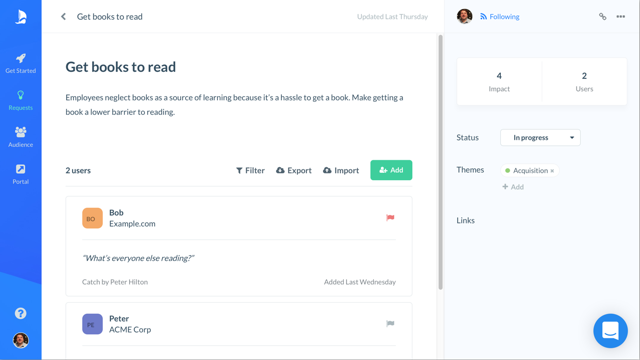 Get books to read
Updated Last Thursday
Following
Get Started
Requests
Audience
Portal
Get books to read
Employees neglect books as a source of learning because it's a hassle to get a book. Make getting a
book a lower barrier to reading.
2 users
Filter
Export
Import
Add
BO
Bob
Example.com
"What's everyone else reading?"
Catch by Peter Hilton
Added Last Wednesday
PE
Peter
ACME Corp
4
Impact
2
Users
Status
In progress
Themes
Acquisition ×
+ Add
Links
?